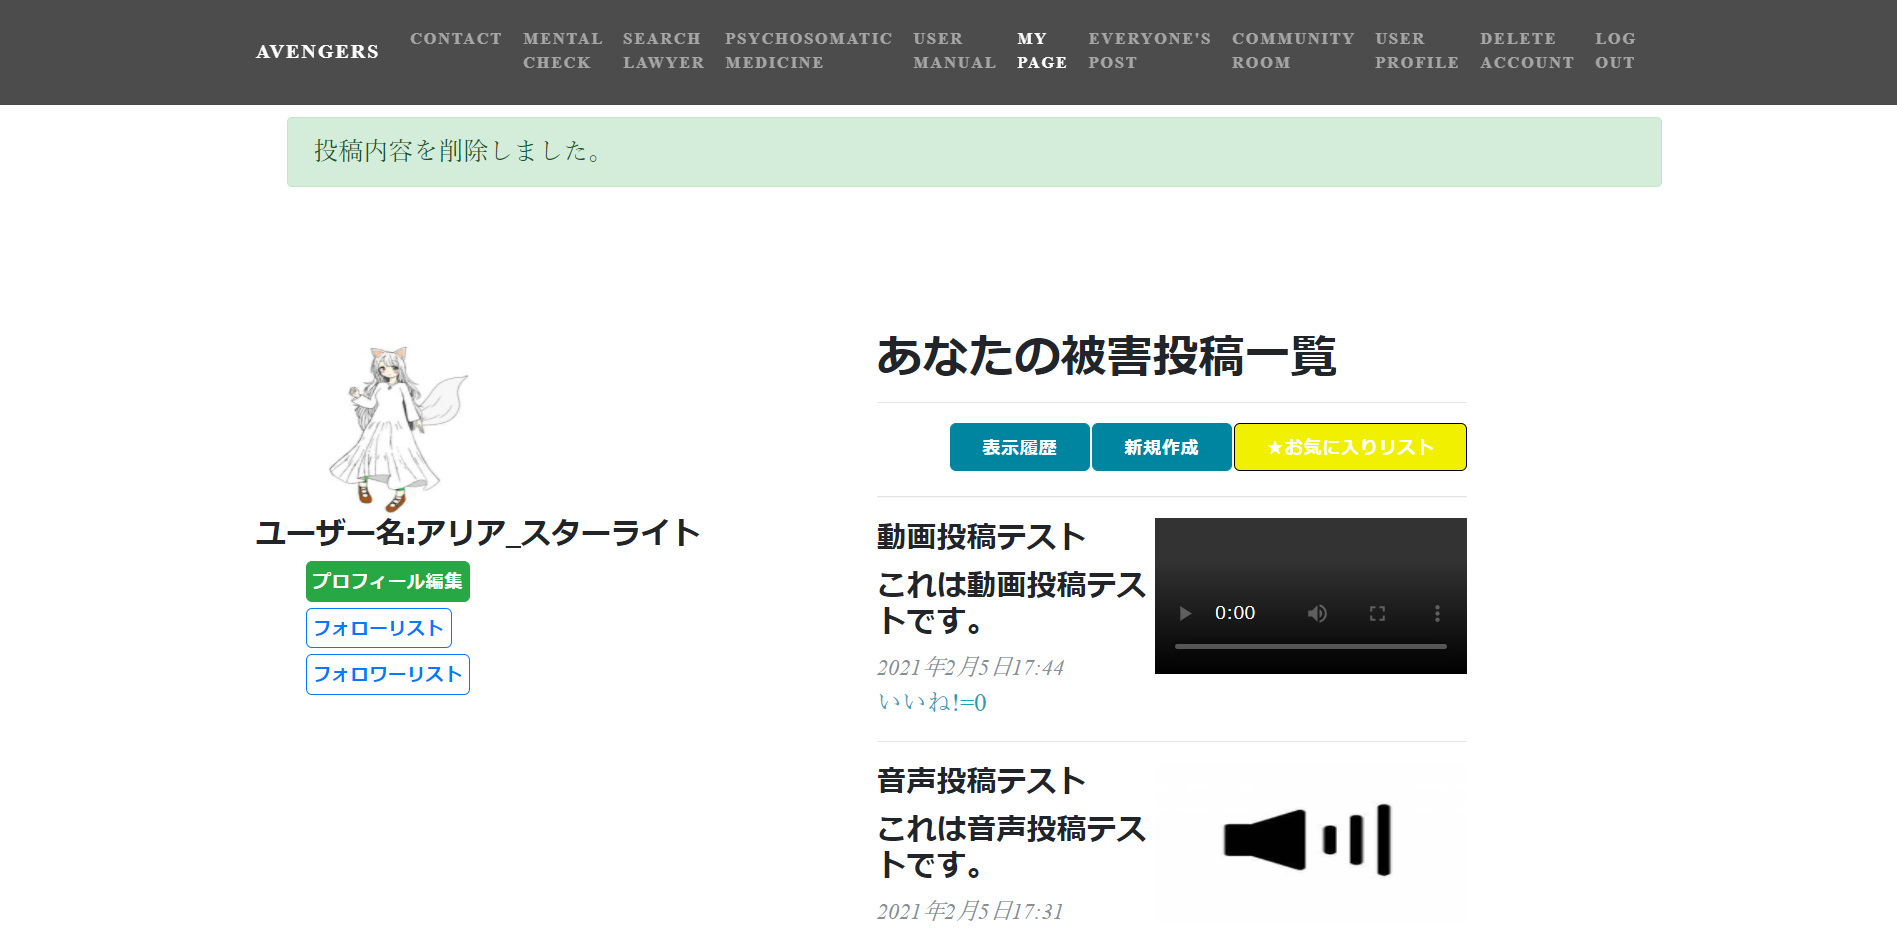 AVENGERS
CONTACT
MENTAL
CHECK
SEARCH
LAWYER
PSYCHOSOMATIC
MEDICINE
USER
MANUAL
MY
PAGE
EVERYONE'S
POST
COMMUNITY
ROOM
USER
PROFILE
DELETE
ACCOUNT
LOG
OUT
投稿内容を削除しました。
ユーザー名:アリア_スターライト
プロフィール編集
フォローリスト
フォロワーリスト
あなたの被害投稿一覧
表示履歴
新規作成
★お気に入りリスト
動画投稿テスト
これは動画投稿テス
トです。
2021年2月5日17:44
いいね!=0
0:00
音声投稿テスト
これは音声投稿テス
トです。
2021年2月5日17:31